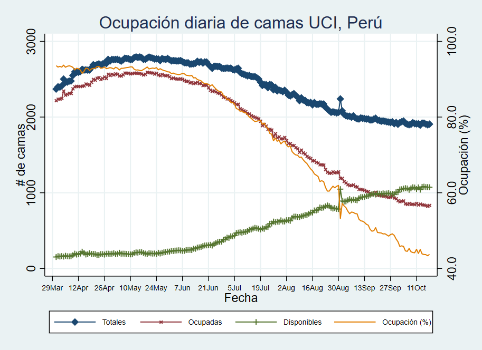 Ocupación diaria de camas UCI, Perú
# de camas
3000
2000
1000
0
Ocupación (%)
100.0
80.0
60.0
40.0
29Mar 12Apr 26Apr 10May 24May 7Jun 21Jun 5Jul 19Jul 2Aug 16Aug 30Aug 13Sep 27Sep 11Oct
Fecha
Totales Ocupadas Disponibles Ocupación (%)